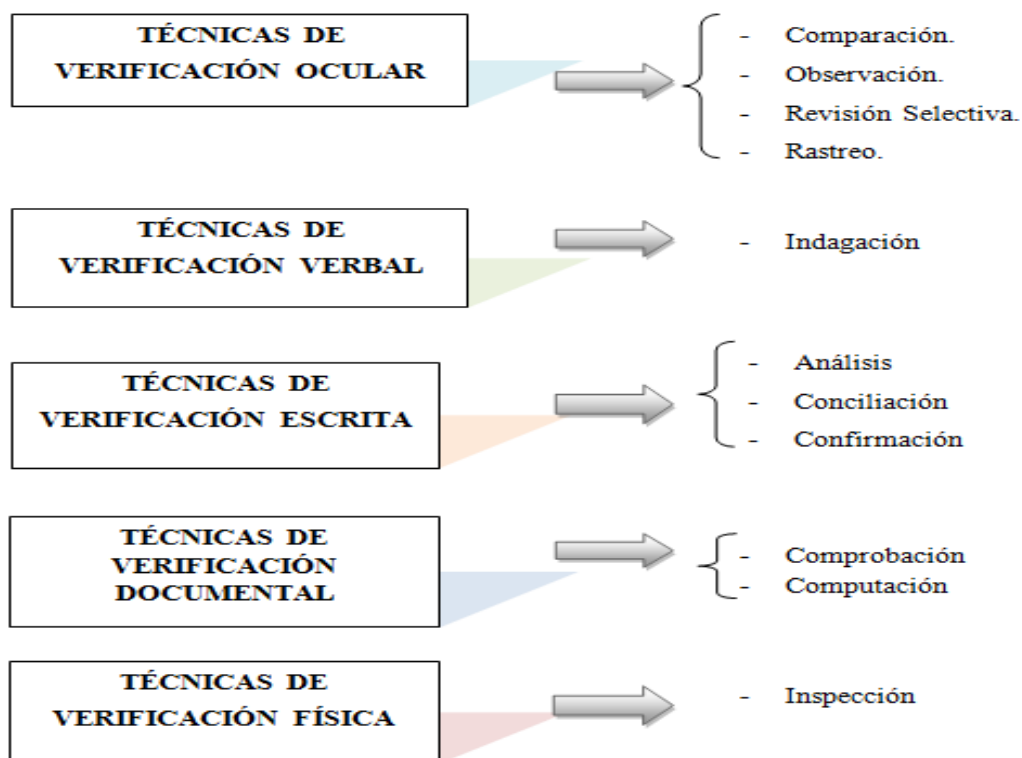 TÉCNICAS DE
VERIFICACIÓN OCULAR
- Comparación.
- Observación.
- Revisión Selectiva.
- Rastreo.
TÉCNICAS DE
VERIFICACIÓN VERBAL
- Indagación
TÉCNICAS DE
VERIFICACIÓN ESCRITA
- Análisis
- Conciliación
- Confirmación
TÉCNICAS DE
VERIFICACIÓN
DOCUMENTAL
- Comprobación
- Computación
TÉCNICAS DE
VERIFICACIÓN FÍSICA
- Inspección